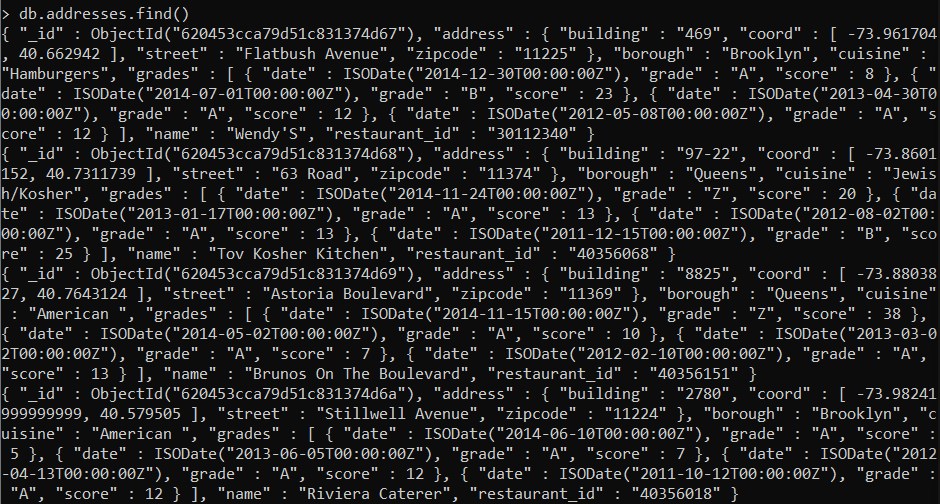 > db.addresses.find()
{ "_id" : ObjectId("620453cca79d51c831374d67"), "address" : { "building" : "469", "coord" : [ -73.961704
, 40.662942 ], "street" : "Flatbush Avenue", "zipcode" : "11225" }, "borough" : "Brooklyn", "cuisine" :
"Hamburgers", "grades" : [ { "date" : ISODate("2014-12-30T00:00:00Z"), "grade" : "A", "score" : 8 }, { "
date" : ISODate("2014-07-01T00:00:00Z"), "grade" : "B", "score" : 23 }, { "date" : ISODate("2013-04-30T0
0:00:00Z"), "grade" : "A", "score" : 12 }, { "date" : ISODate("2012-05-08T00:00:00Z"), "grade" : "A", "s
core" : 12 } ], "name" : "Wendy'S", "restaurant_id" : "30112340" }
{ "_id" : ObjectId("620453cca79d51c831374d68"), "address" : { "building" : "97-22", "coord" : [ -73.8601
152, 40.7311739 ], "street" : "63 Road", "zipcode" : "11374" }, "borough" : "Queens", "cuisine" : "Jewis
h/Kosher", "grades" : [ { "date" : ISODate("2014-11-24T00:00:00Z"), "grade" : "Z", "score" : 20 }, { "da
te" : ISODate("2013-01-17T00:00:00Z"), "grade" : "A", "score" : 13 }, { "date" : ISODate("2012-08-02T00:
00:00Z"), "grade" : "A", "score" : 13 }, { "date" : ISODate("2011-12-15T00:00:00Z"), "grade" : "B", "sco
re" : 25 } ], "name" : "Tov Kosher Kitchen", "restaurant_id" : "40356068" }
{ "_id" : ObjectId("620453cca79d51c831374d69"), "address" : { "building" : "8825", "coord" : [ -73.88038
27, 40.7643124 ], "street" : "Astoria Boulevard", "zipcode" : "11369" }, "borough" : "Queens", "cuisine"
: "American ", "grades" : [ { "date" : ISODate("2014-11-15T00:00:00Z"), "grade" : "Z", "score" : 38 },
{ "date" : ISODate("2014-05-02T00:00:00Z"), "grade" : "A", "score" : 10 }, { "date" : ISODate("2013-03-0
2T00:00:00Z"), "grade" : "A", "score" : 7 }, { "date" : ISODate("2012-02-10T00:00:00Z"), "grade" : "A",
"score" : 13 } ], "name" : "Brunos On The Boulevard", "restaurant_id" : "40356151" }
{ "_id" : ObjectId("620453cca79d51c831374d6a"), "address" : { "building" : "2780", "coord" : [ -73.98241
999999999, 40.579505 ], "street" : "Stillwell Avenue", "zipcode" : "11224" }, "borough" : "Brooklyn", "c
uisine" : "American ", "grades" : [ { "date" : ISODate("2014-06-10T00:00:00Z"), "grade" : "A", "score" :
5 }, { "date" : ISODate("2013-06-05T00:00:00Z"), "grade" : "A", "score" : 7 }, { "date" : ISODate("2012
-04-13T00:00:00Z"), "grade" : "A", "score" : 12 }, { "date" : ISODate("2011-10-12T00:00:00Z"), "grade" :
"A", "score" : 12 } ], "name" : "Riviera Caterer", "restaurant_id" : "40356018" }